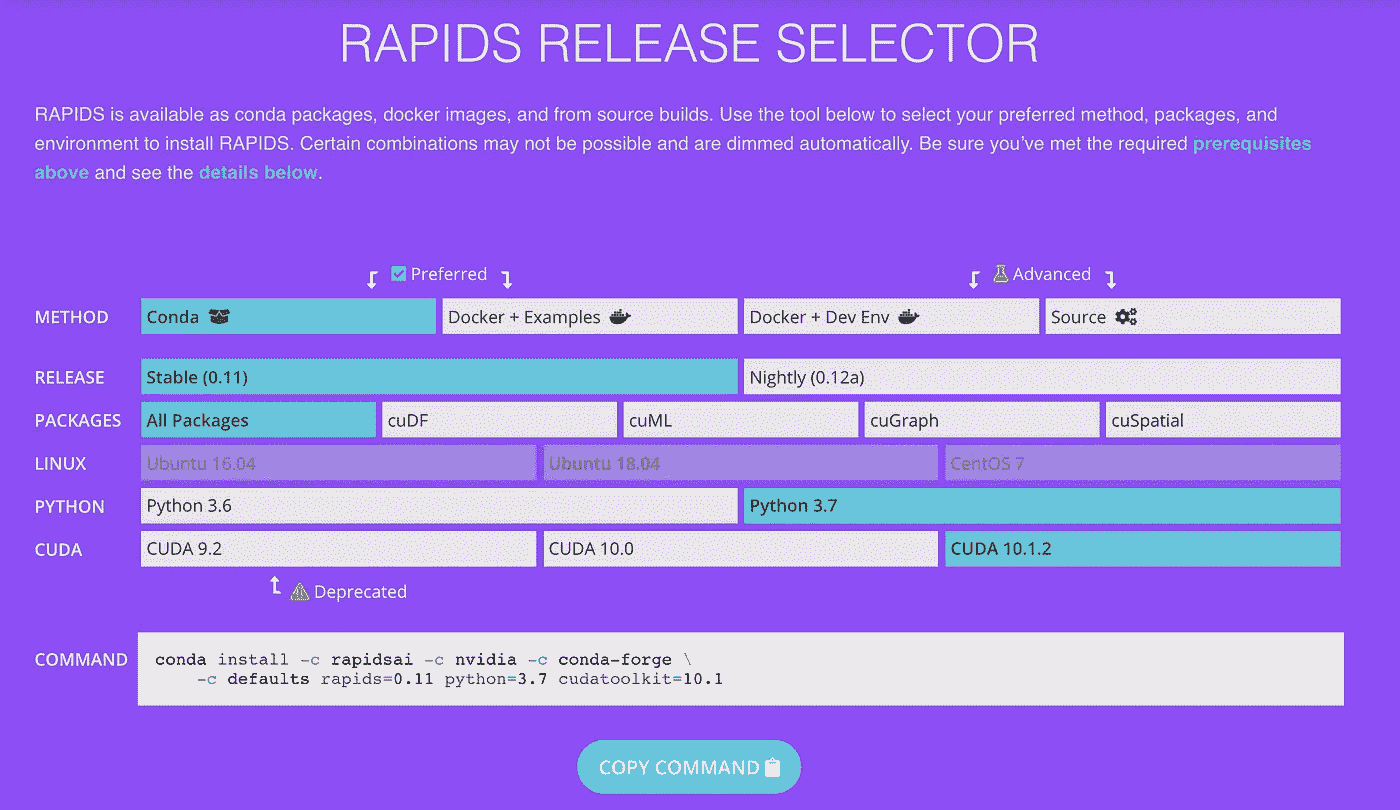 RAPIDS RELEASE SELECTOR
RAPIDS is available as conda packages, docker images, and from source builds. Use the tool below to select your preferred method, packages, and
environment to install RAPIDS. Certain combinations may not be possible and are dimmed automatically. Be sure you've met the required prerequisites
above and see the details below.
Preferred Advanced
METHOD Conda Docker + Examples Docker + Dev Env Source
RELEASE Stable (0.11) Nightly (0.12a)
PACKAGES All Packages cuDF cuML cuGraph cuSpatial
LINUX Ubuntu 16.04 Ubuntu 18.04 CentOS 7
PYTHON Python 3.6 Python 3.7
CUDA CUDA 9.2 CUDA 10.0 CUDA 10.1.2
Deprecated
COMMAND conda install -c rapidsai -c nvidia -c conda-forge \
-c defaults rapids=0.11 python=3.7 cudatoolkit=10.1
COPY COMMAND